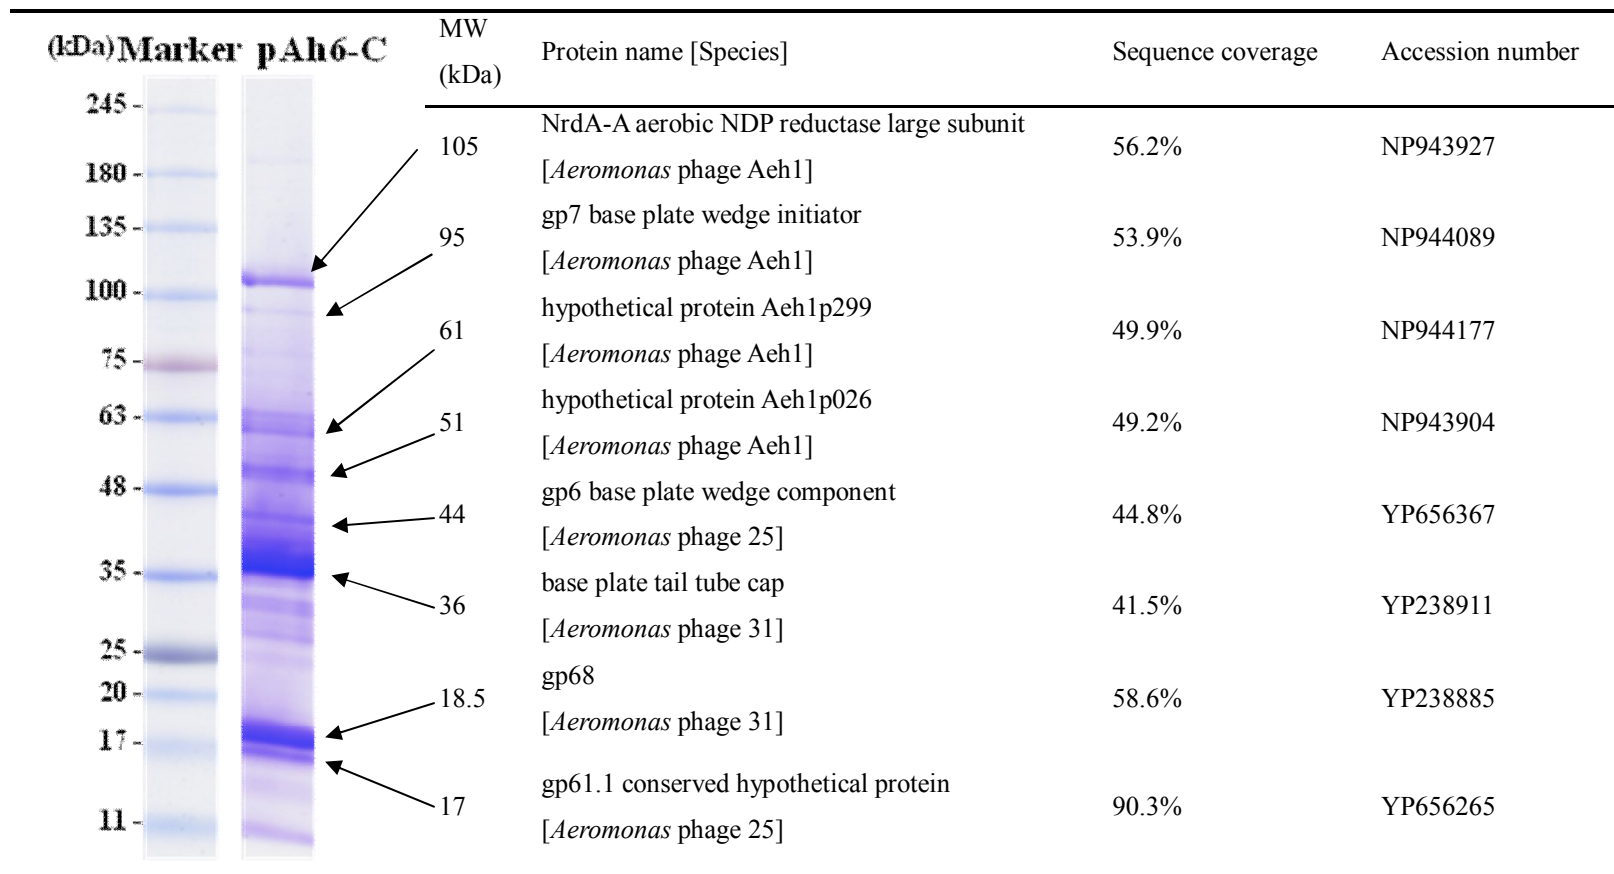 (kDa) Marker pAh6-C
245 -
180 -
135 -
100 -
75 -
63 -
48 -
35 -
25 -
20 -
17 -
11 -
MW
(kDa)
Protein name [Species]
Sequence coverage
Accession number
105
NrdA-A aerobic NDP reductase large subunit
[Aeromonas phage Aeh1]
56.2%
NP943927
95
gp7 base plate wedge initiator
[Aeromonas phage Aeh1]
53.9%
NP944089
61
hypothetical protein Aeh1p299
[Aeromonas phage Aeh1]
49.9%
NP944177
51
hypothetical protein Aeh1p026
[Aeromonas phage Aeh1]
49.2%
NP943904
44
gp6 base plate wedge component
[Aeromonas phage 25]
44.8%
YP656367
36
base plate tail tube cap
[Aeromonas phage 31]
41.5%
YP238911
18.5
gp68
[Aeromonas phage 31]
58.6%
YP238885
17
gp61.1 conserved hypothetical protein
[Aeromonas phage 25]
90.3%
YP656265